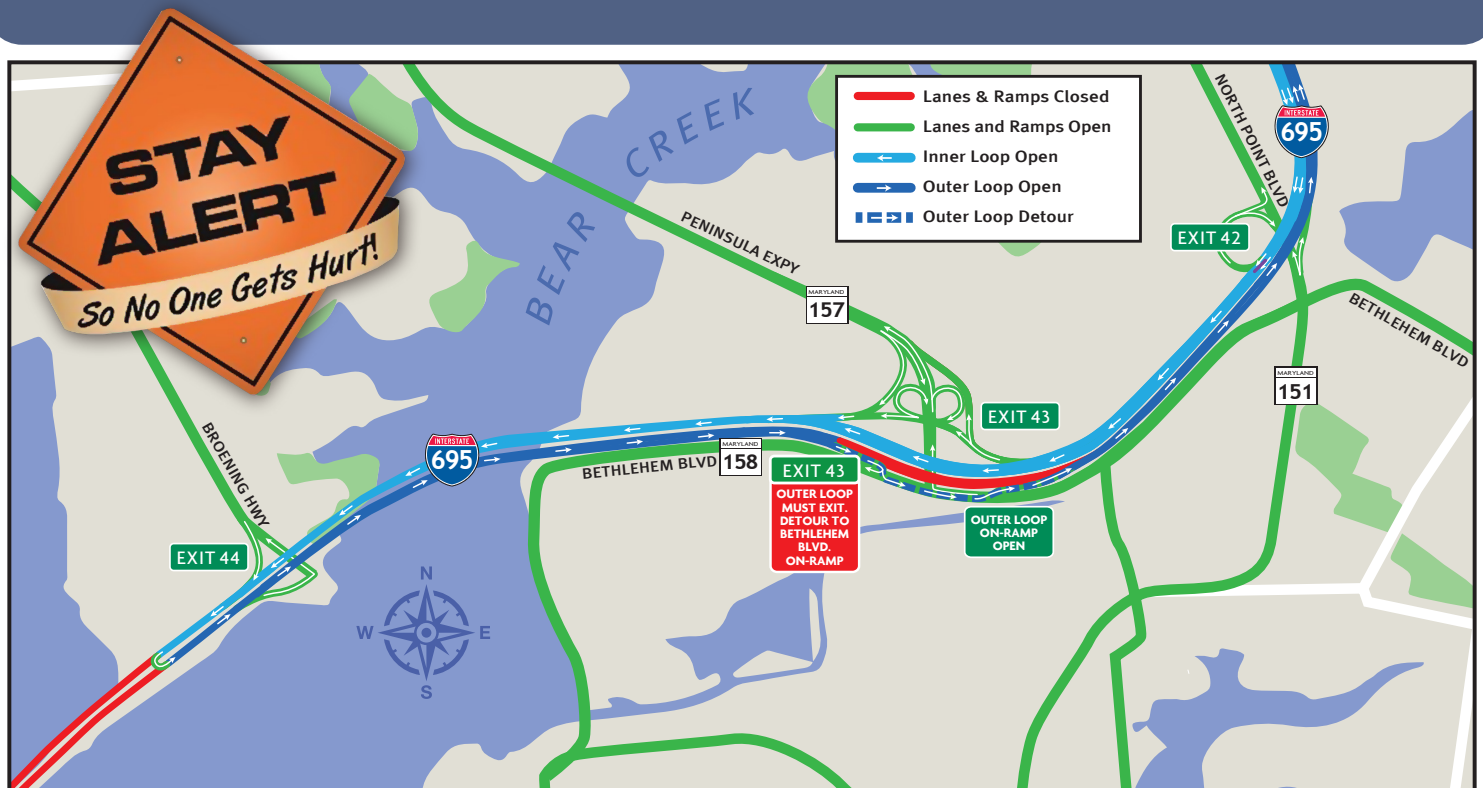 STAY
ALERT
So No One Gets Hurt!
Lanes & Ramps Closed
Lanes and Ramps Open
Inner Loop Open
Outer Loop Open
Outer Loop Detour
BEAR CREEK
PENINSULA EXPY
MARYLAND
157
NORTH POINT BLVD
INTERSTATE
695
EXIT 42
BETHLEHEM BLVD
MARYLAND
151
EXIT 43
BROENING HWY
INTERSTATE
695
BETHLEHEM BLVD
MARYLAND
158
EXIT 43
OUTER LOOP
MUST EXIT.
DETOUR TO
BETHLEHEM
BLVD.
ON-RAMP
OUTER LOOP
ON-RAMP
OPEN
EXIT 44
N
W
E
S